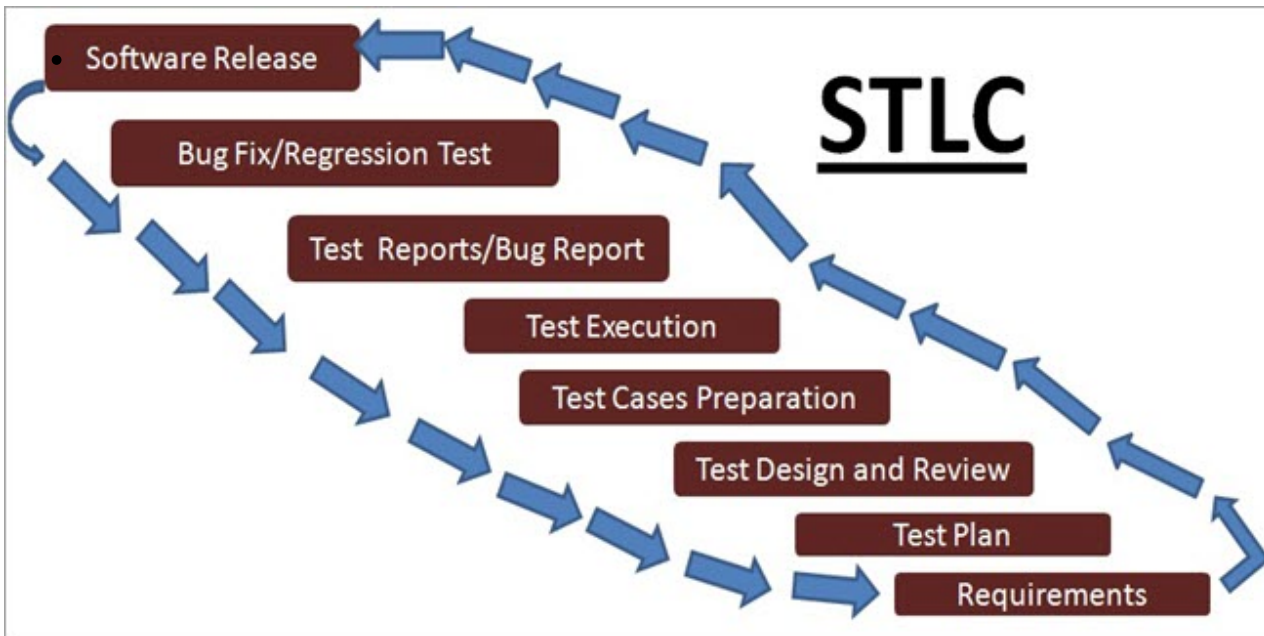 STLC
• Software Release
Bug Fix/Regression Test
Test Reports/Bug Report
Test Execution
Test Cases Preparation
Test Design and Review
Test Plan
Requirements